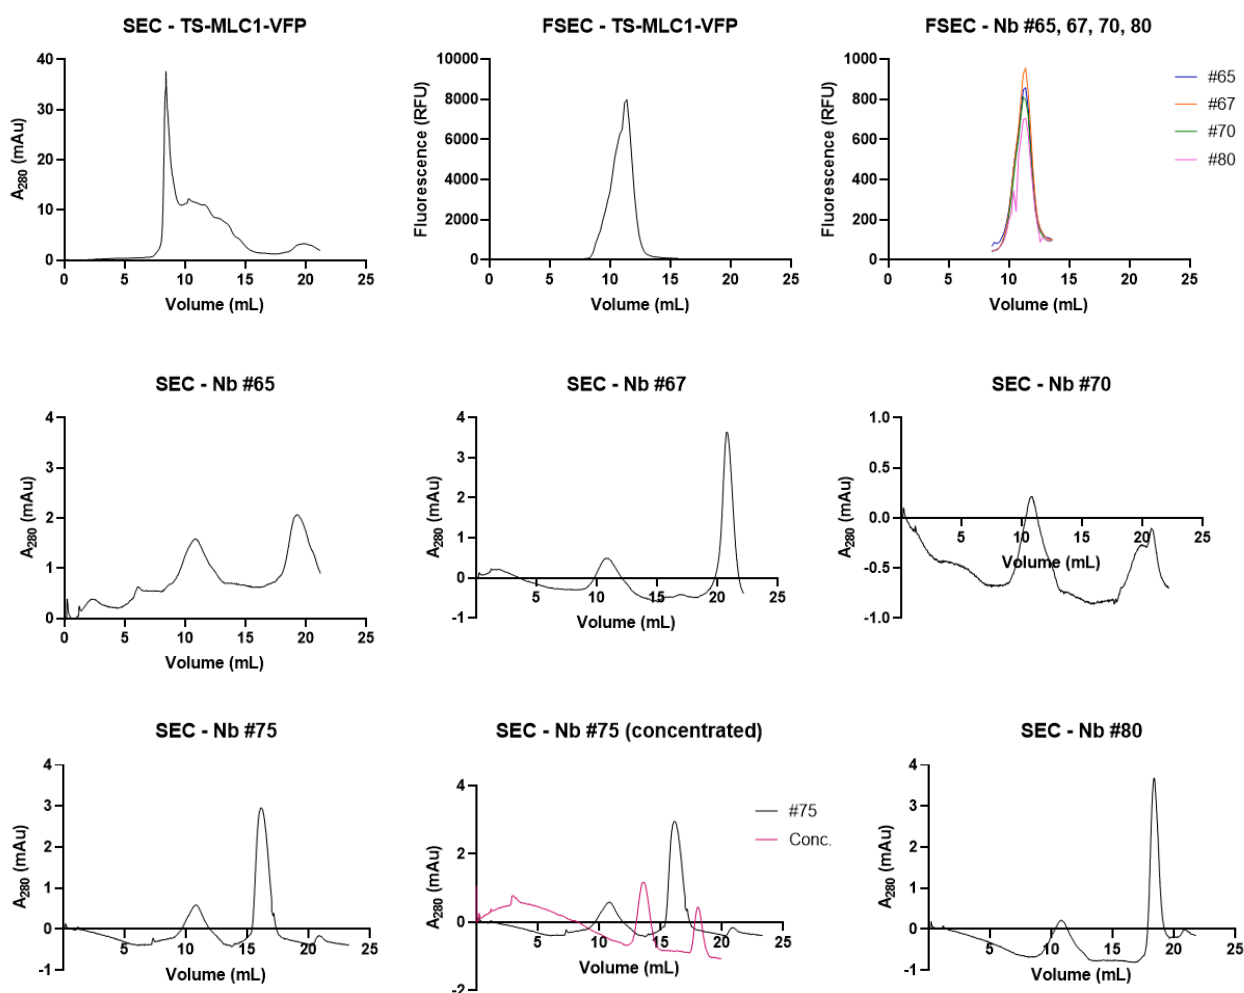 SEC - TS-MLC1-VFP
40
30
20
10
0
0 5 10 15 20 25
A280 (mAu)
Volume (mL)
FSEC - TS-MLC1-VFP
10000
8000
6000
4000
2000
0
0 5 10 15 20 25
Fluorescence (RFU)
Volume (mL)
FSEC - Nb #65, 67, 70, 80
1000
800
600
400
200
0
0 5 10 15 20 25
Fluorescence (RFU)
Volume (mL)
#65
#67
#70
#80
SEC - Nb #65
4
3
2
1
0
0 5 10 15 20 25
A280 (mAu)
Volume (mL)
SEC - Nb #67
4
3
2
1
0
-1
5 10 15 20 25
A280 (mAu)
Volume (mL)
SEC - Nb #70
1.0
0.5
0.0
-0.5
-1.0
5 10 15 20 25
A280 (mAu)
Volume (mL)
SEC - Nb #75
4
3
2
1
0
-1
5 10 15 20 25
A280 (mAu)
Volume (mL)
SEC - Nb #75 (concentrated)
4
2
0
-2
5 10 15 20 25
A280 (mAu)
Volume (mL)
#75
Conc.
SEC - Nb #80
4
3
2
1
0
-1
5 10 15 20 25
A280 (mAu)
Volume (mL)